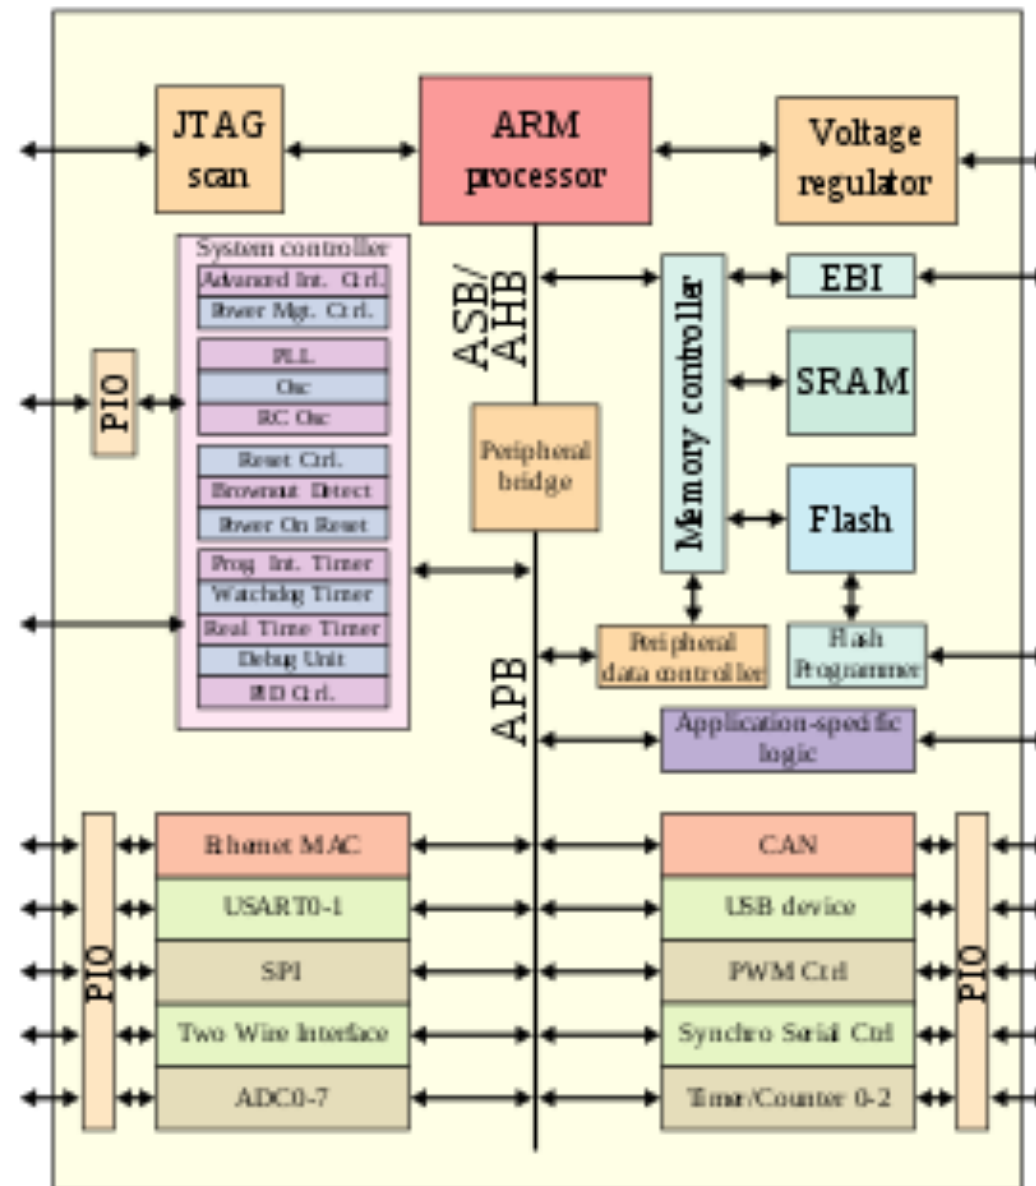 JTAG
scan
ARM
processor
Voltage
regulator
System controller
Advanced Int. Ctrl.
Power Mgt. Ctrl.
PLL
Osc
RC Osc
Reset Ctrl.
Brownout Detect
Power On Reset
Prog Int. Timer
Watchdog Timer
Real Time Timer
Debug Unit
PID Ctrl.
PIO
ASB/
AHB
Peripheral
bridge
APB
Memory controller
EBI
SRAM
Flash
Peripheral
data controller
Flash
Programmer
Application-specific
logic
PIO
Ethernet MAC
USART0-1
SPI
Two Wire Interface
ADC0-7
CAN
USB device
PWM Ctrl
Synchro Serial Ctrl
Timer/Counter 0-2
PIO